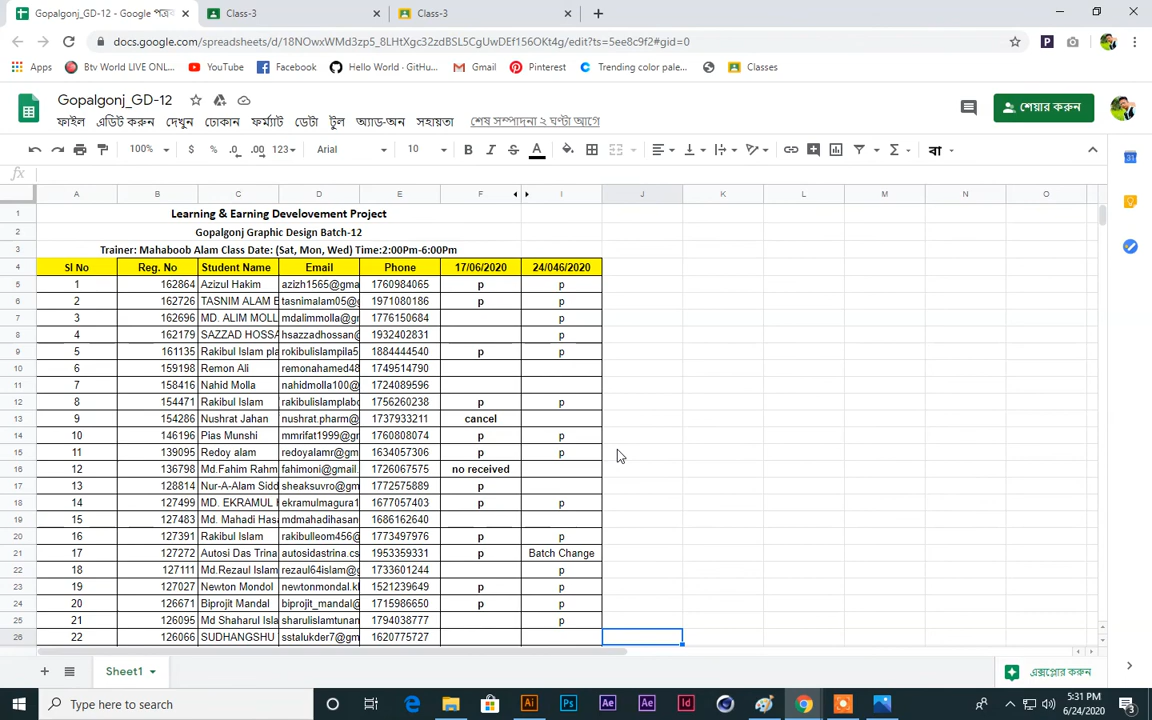 Gopalgonj_GD-12 - Google পত্রক
Class-3
Class-3
docs.google.com/spreadsheets/d/18NOwxWMd3zp5_8LHtXgc32zdBSL5CgUwDEf156OKt4g/edit?ts=5ee8c9f2#gid=0
Apps
Btv World LIVE ONL...
YouTube
Facebook
Hello World · GitHu...
Gmail
Pinterest
Trending color pale...
Classes
Gopalgonj_GD-12
ফাইল এডিট করুন দেখুন ঢোকান ফর্ম্যাট ডেটা টুল অ্যাড-অন সহায়তা শেষ সম্পাদনা ২ ঘণ্টা আগে
শেয়ার করুন
100% $ % .0 .00 123 Arial 10 B I S A Σ বা
fx
A B C D E F I J K L M N O
1 Learning & Earning Develovement Project
2 Gopalgonj Graphic Design Batch-12
3 Trainer: Mahaboob Alam Class Date: (Sat, Mon, Wed) Time:2:00Pm-6:00Pm
4 Sl No Reg. No Student Name Email Phone 17/06/2020 24/046/2020
5 1 162864 Azizul Hakim azizh1565@gma 1760984065 p p
6 2 162726 TASNIM ALAM E tasnimalam05@g 1971080186 p p
7 3 162696 MD. ALIM MOLL mdalimmolla@gr 1776150684 p
8 4 162179 SAZZAD HOSSA hsazzadhossan@ 1932402831 p
9 5 161135 Rakibul Islam pla rokibulislampila5 1884444540 p p
10 6 159198 Remon Ali remonahamed48 1749514790
11 7 158416 Nahid Molla nahidmolla100@ 1724089596
12 8 154471 Rakibul Islam rakibulislamplabo 1756260238 p p
13 9 154286 Nushrat Jahan nushrat.pharm@ 1737933211 cancel
14 10 146196 Pias Munshi mmrifat1999@gr 1760808074 p p
15 11 139095 Redoy alam redoyalamr@gm 1634057306 p p
16 12 136798 Md.Fahim Rahm fahimoni@gmail. 1726067575 no received
17 13 128814 Nur-A-Alam Sidd sheaksuvro@gm 1772575889 p
18 14 127499 MD. EKRAMUL H ekramulmagura1 1677057403 p p
19 15 127483 Md. Mahadi Hasa mdmahadihasan 1686162640
20 16 127391 Rakibul Islam rakibulleom456@ 1773497976 p p
21 17 127272 Autosi Das Trina autosidastrina.cs 1953359331 p Batch Change
22 18 127111 Md.Rezaul Islam rezaul64islam@g 1733601244 p
23 19 127027 Newton Mondol newtonmondal.kl 1521239649 p p
24 20 126671 Biprojit Mandal biprojit_mandal@ 1715986650 p p
25 21 126095 Md Shaharul Isla sharulislamtunan 1794038777 p
26 22 126066 SUDHANGSHU sstalukder7@gm 1620775727
Sheet1
এক্সপ্লোর করুন
Type here to search
5:31 PM
6/24/2020